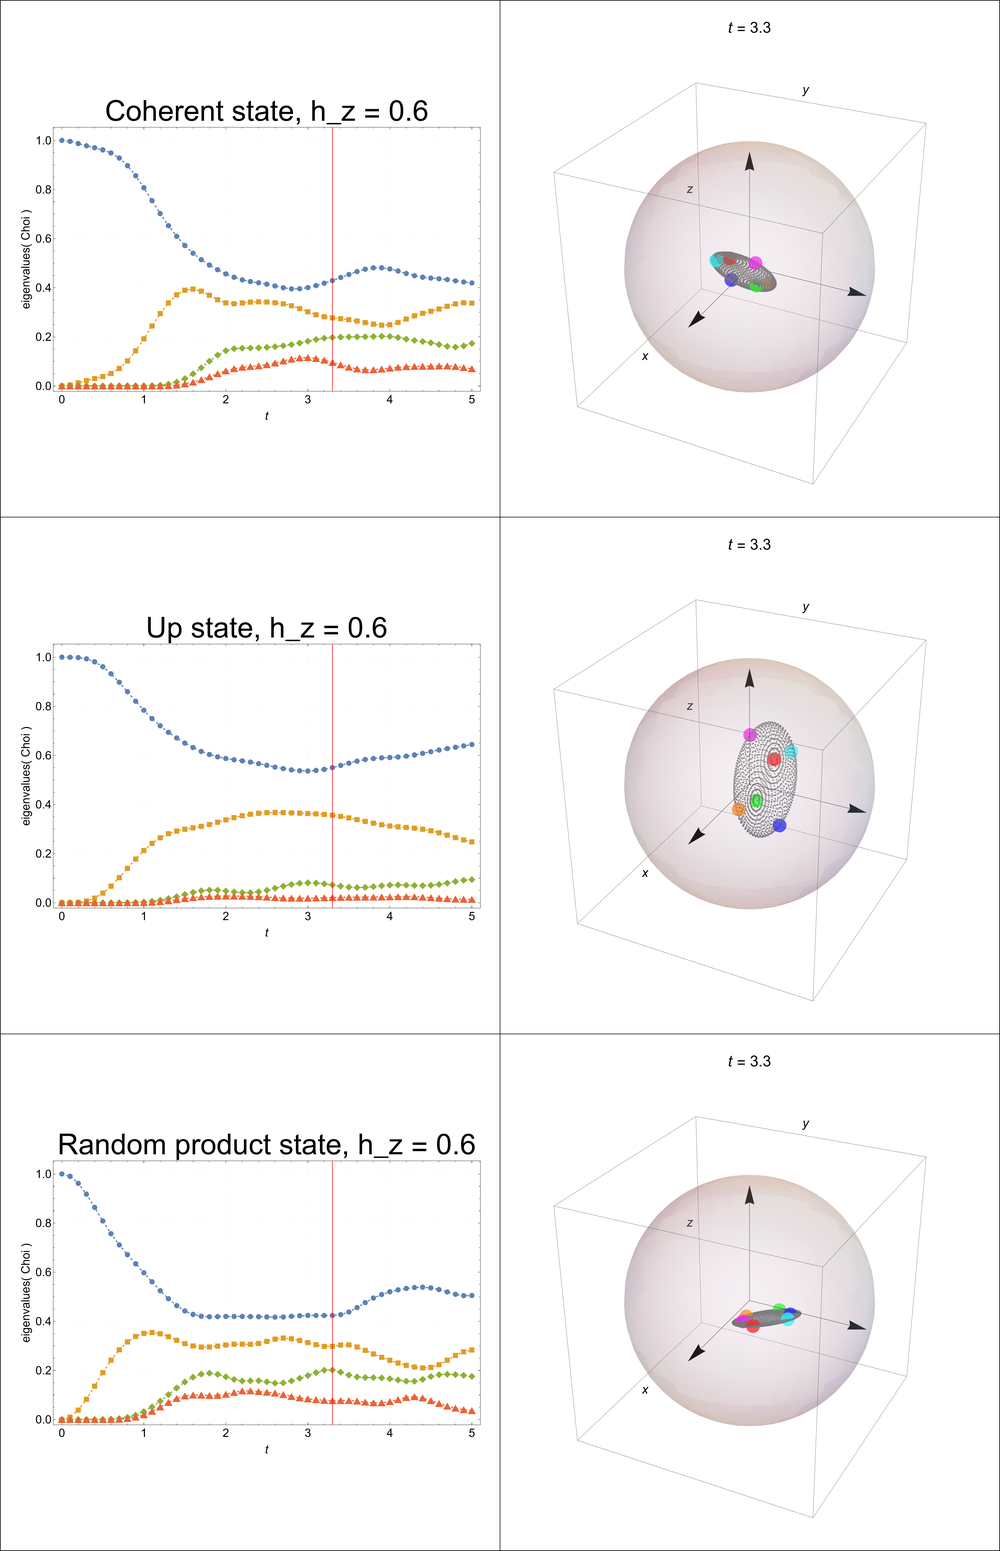 t = 3.3
Coherent state, h_z = 0.6
eigenvalues( Choi )
1.0
0.8
0.6
0.4
0.2
0.0
0 1 2 3 4 5
t
y
z
x
t = 3.3
Up state, h_z = 0.6
eigenvalues( Choi )
1.0
0.8
0.6
0.4
0.2
0.0
0 1 2 3 4 5
t
y
z
x
t = 3.3
Random product state, h_z = 0.6
eigenvalues( Choi )
1.0
0.8
0.6
0.4
0.2
0.0
0 1 2 3 4 5
t
y
z
x